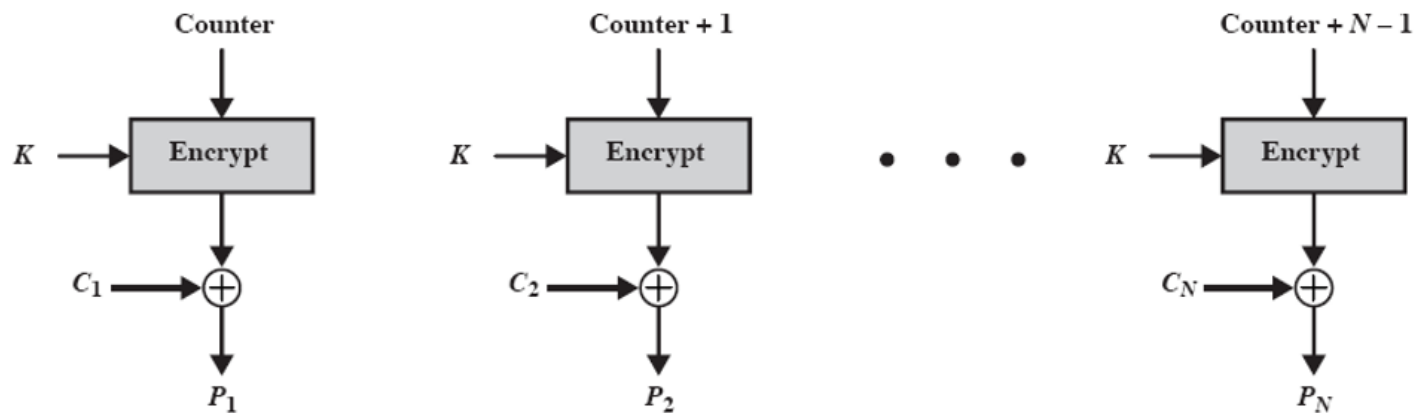 Counter Counter + 1 Counter + N – 1
K Encrypt K Encrypt • • • K Encrypt
C1 C2 CN
P1 P2 PN